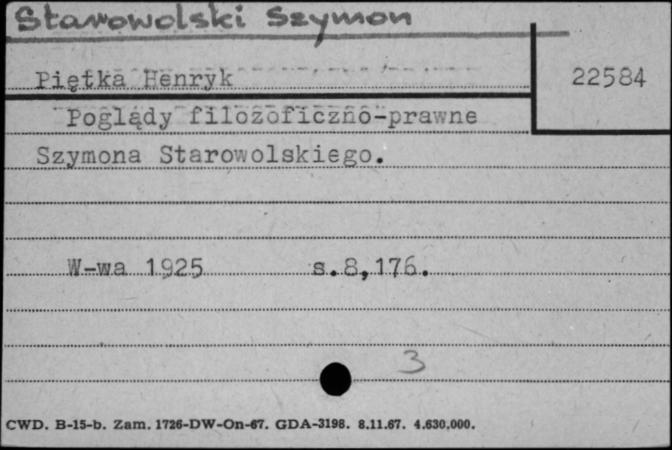 Starowolski Szymon
Piętka Henryk
22584
Poglądy filozoficzno-prawne
Szymona Starowolskiego.
W-wa 1925 s.8,176.
3
CWD. B-15-b. Zam. 1726-DW-On-67. GDA-3198. 8.11.67. 4.630.000.